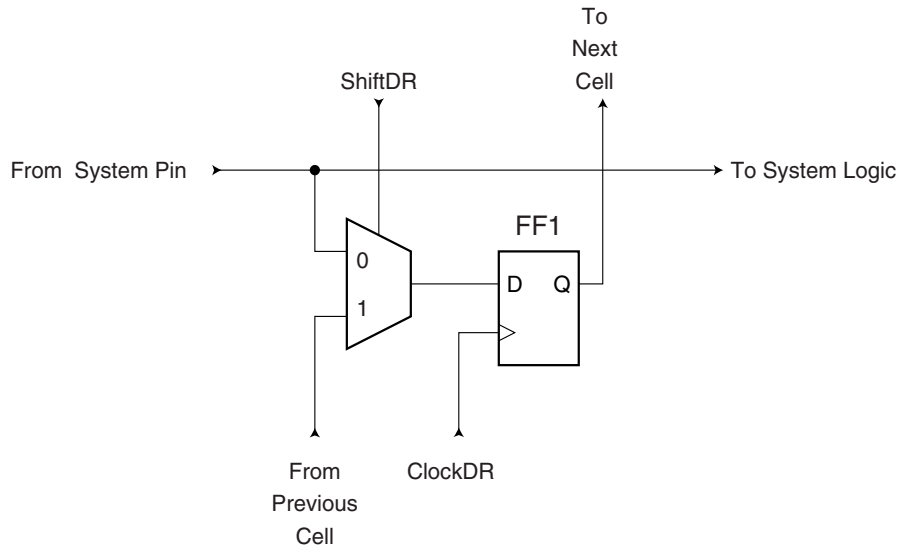 To
Next
Cell
ShiftDR
From System Pin
To System Logic
FF1
0
D Q
1
From
Previous
Cell
ClockDR